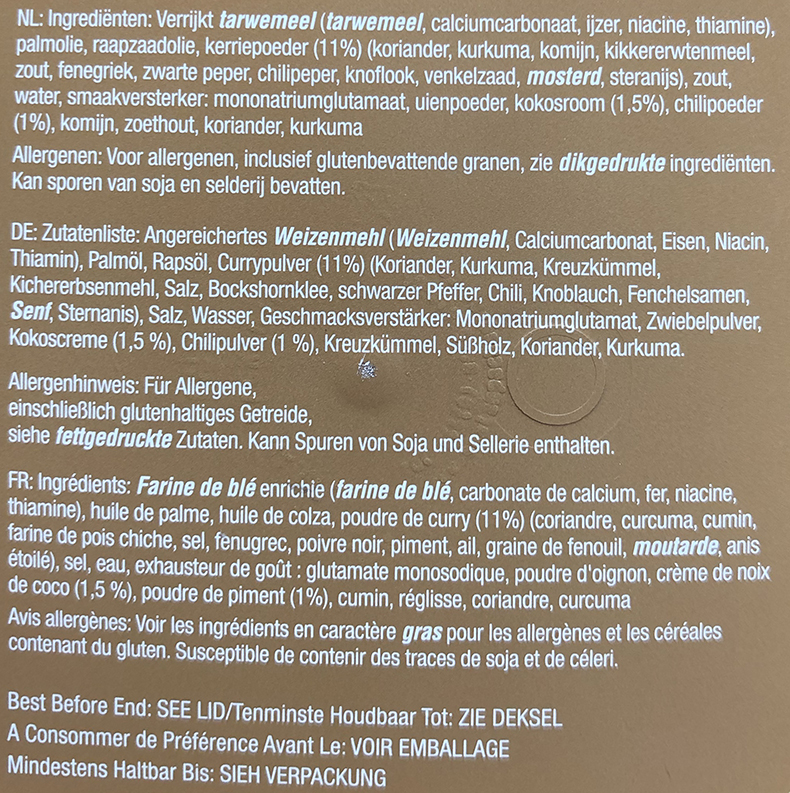 NL: Ingrediënten: Verrijkt tarwemeel (tarwemeel, calciumcarbonaat, ijzer, niacine, thiamine),
palmolie, raapzaadolie, kerriepoeder (11%) (koriander, kurkuma, komijn, kikkererwtenmeel,
zout, fenegriek, zwarte peper, chilipeper, knoflook, venkelzaad, mosterd, steranijs), zout,
water, smaakversterker: mononatriumglutamaat, uienpoeder, kokosroom (1,5%), chilipoeder
(1%), komijn, zoethout, koriander, kurkuma
Allergenen: Voor allergenen, inclusief glutenbevattende granen, zie dikgedrukte ingrediënten.
Kan sporen van soja en selderij bevatten.
DE: Zutatenliste: Angereichertes Weizenmehl (Weizenmehl, Calciumcarbonat, Eisen, Niacin,
Thiamin), Palmöl, Rapsöl, Currypulver (11%) (Koriander, Kurkuma, Kreuzkümmel,
Kichererbsenmehl, Salz, Bockshornklee, schwarzer Pfeffer, Chili, Knoblauch, Fenchelsamen,
Senf, Sternanis), Salz, Wasser, Geschmacksverstärker: Mononatriumglutamat, Zwiebelpulver,
Kokoscreme (1,5 %), Chilipulver (1 %), Kreuzkümmel, Süßholz, Koriander, Kurkuma.
Allergenhinweis: Für Allergene,
einschließlich glutenhaltiges Getreide,
siehe fettgedruckte Zutaten. Kann Spuren von Soja und Sellerie enthalten.
FR: Ingrédients: Farine de blé enrichie (farine de blé, carbonate de calcium, fer, niacine,
thiamine), huile de palme, huile de colza, poudre de curry (11%) (coriandre, curcuma, cumin,
farine de pois chiche, sel, fenugrec, poivre noir, piment, ail, graine de fenouil, moutarde, anis
étoilé), sel, eau, exhausteur de goût : glutamate monosodique, poudre d'oignon, crème de noix
de coco (1,5 %), poudre de piment (1%), cumin, réglisse, coriandre, curcuma
Avis allergènes: Voir les ingrédients en caractère gras pour les allergènes et les céréales
contenant du gluten. Susceptible de contenir des traces de soja et de céleri.
Best Before End: SEE LID/Tenminste Houdbaar Tot: ZIE DEKSEL
A Consommer de Préférence Avant Le: VOIR EMBALLAGE
Mindestens Haltbar Bis: SIEH VERPACKUNG